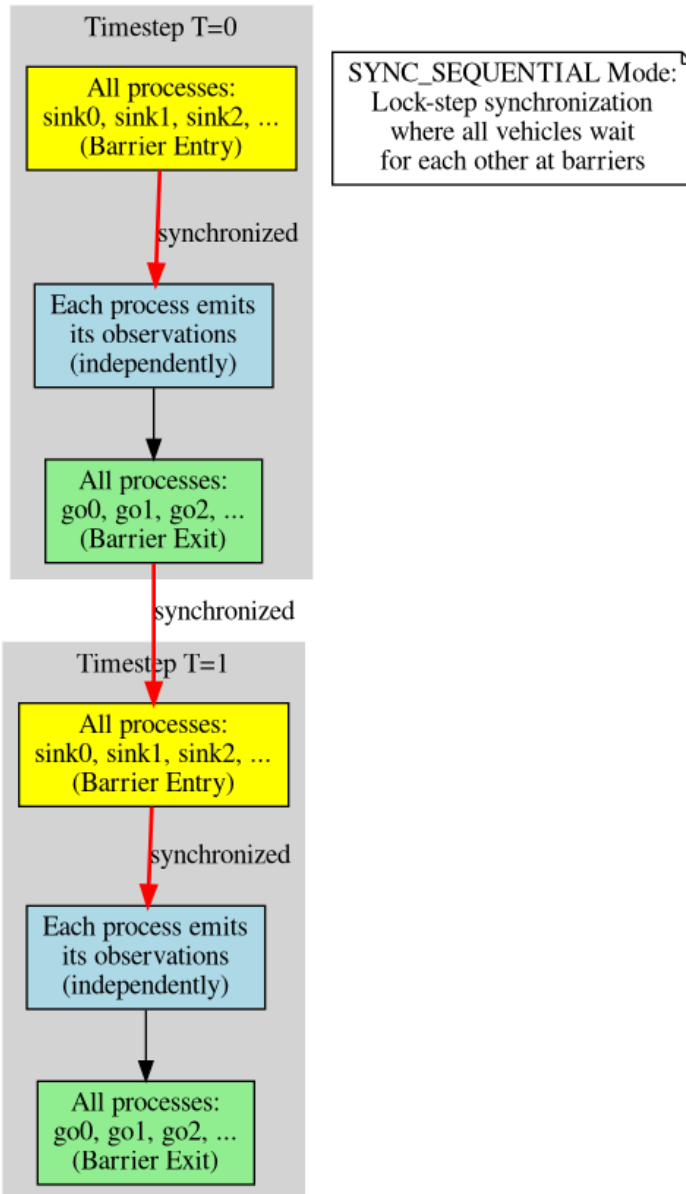 Timestep T=0
All processes:
sink0, sink1, sink2, ...
(Barrier Entry)
SYNC_SEQUENTIAL Mode:
Lock-step synchronization
where all vehicles wait
for each other at barriers
synchronized
Each process emits
its observations
(independently)
All processes:
go0, go1, go2, ...
(Barrier Exit)
synchronized
Timestep T=1
All processes:
sink0, sink1, sink2, ...
(Barrier Entry)
synchronized
Each process emits
its observations
(independently)
All processes:
go0, go1, go2, ...
(Barrier Exit)